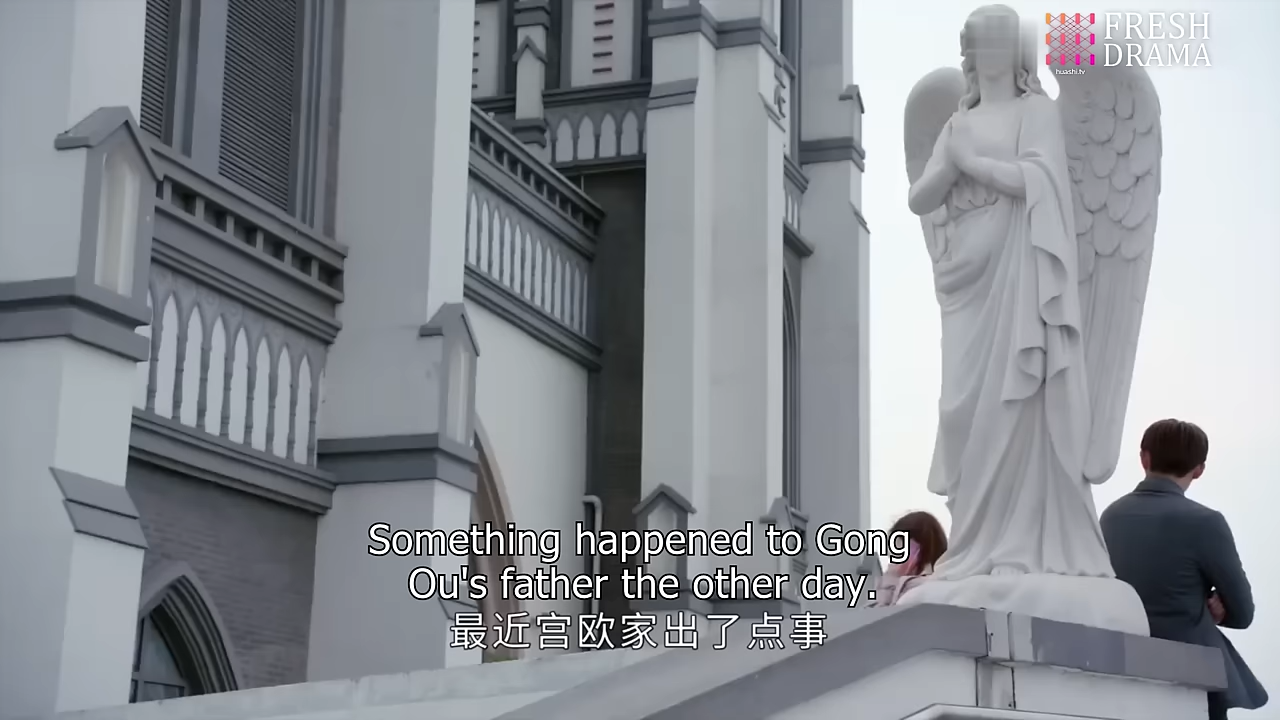 FRESH
DRAMA
huashi.tv
Something happened to Gong
Ou's father the other day.
最近宫欧家出了点事